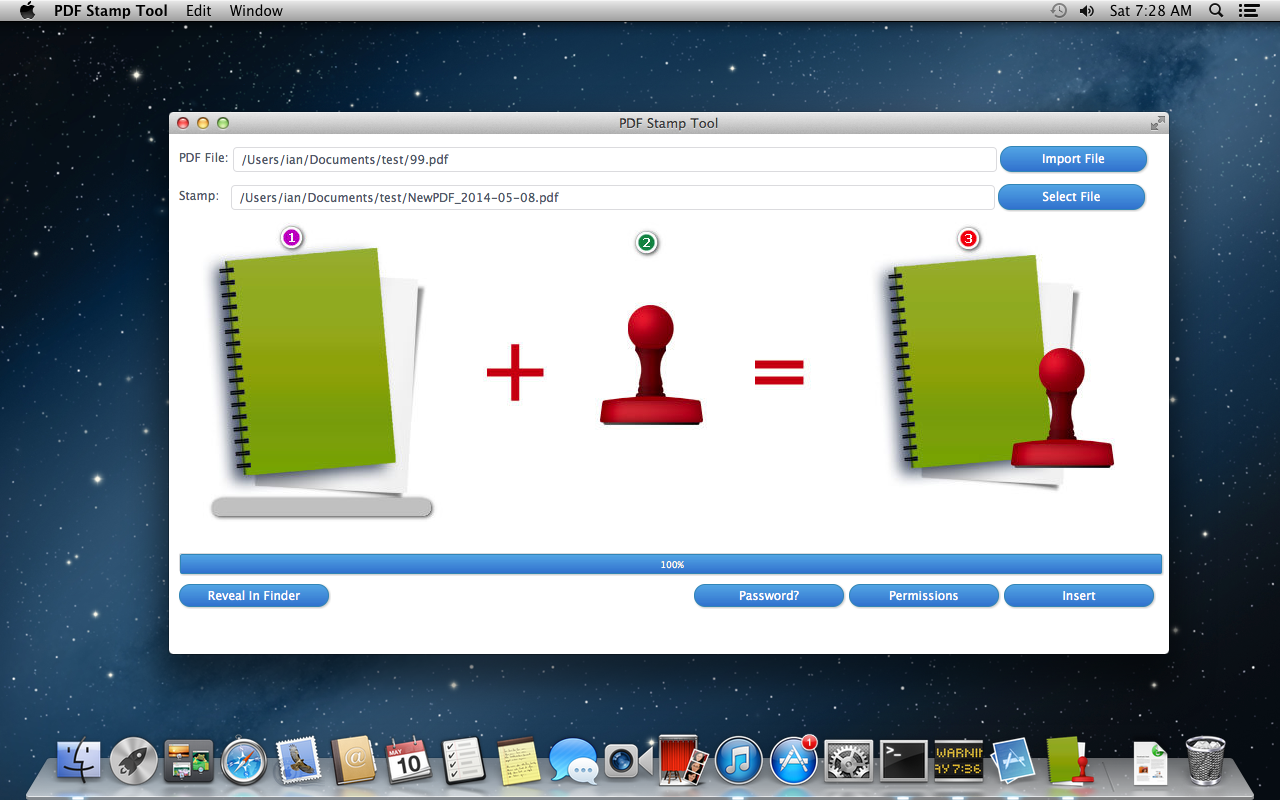 PDF Stamp Tool Edit Window Sat 7:28 AM
PDF Stamp Tool
PDF File: /Users/ian/Documents/test/99.pdf Import File
Stamp: /Users/ian/Documents/test/NewPDF_2014-05-08.pdf Select File
1 2 3
100%
Reveal In Finder Password? Permissions Insert
1
MAY
10
>_
WARNIN
AY 7:36